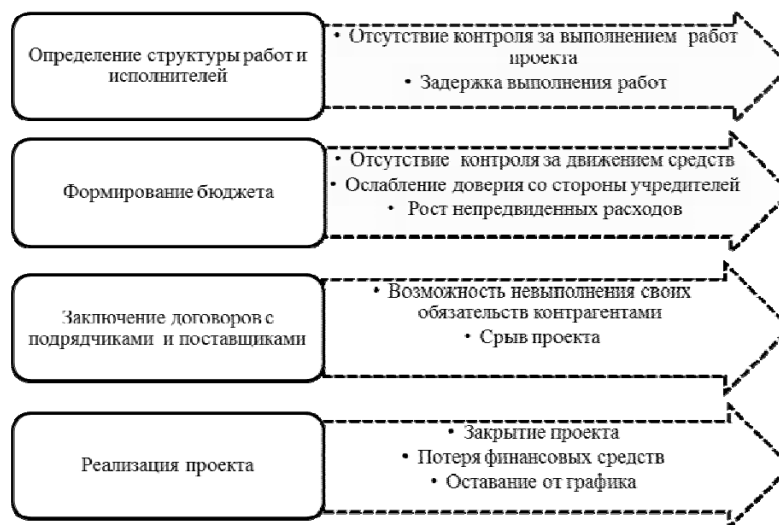 Определение структуры работ и
исполнителей
• Отсутствие контроля за выполнением работ
проекта
• Задержка выполнения работ
Формирование бюджета
• Отсутствие контроля за движением средств
• Ослабление доверия со стороны учредителей
• Рост непредвиденных расходов
Заключение договоров с
подрядчиками и поставщиками
• Возможность невыполнения своих
обязательств контрагентами
• Срыв проекта
Реализация проекта
• Закрытие проекта
• Потеря финансовых средств
• Оставание от графика